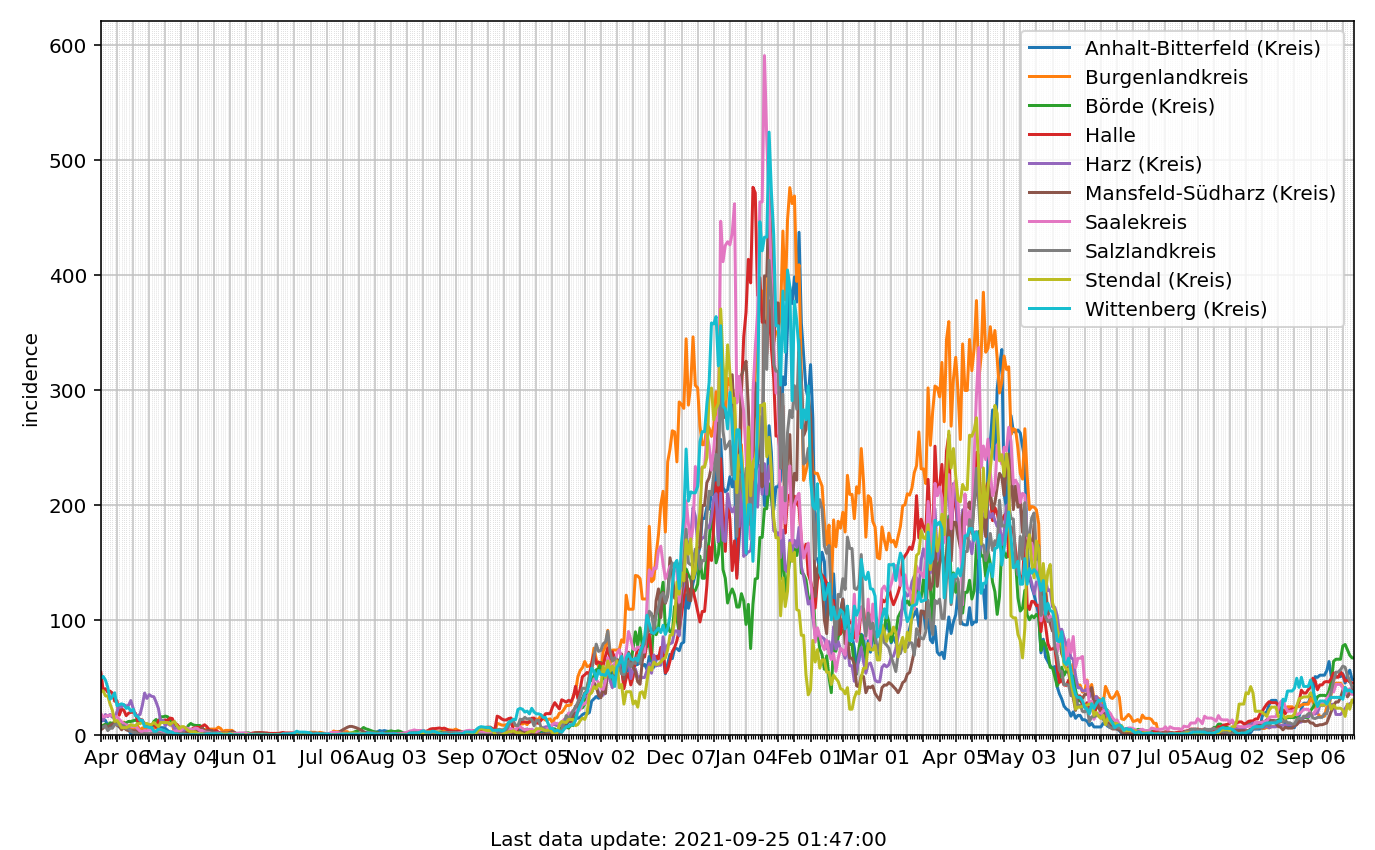 600
500
400
300
200
100
0
incidence
Anhalt-Bitterfeld (Kreis)
Burgenlandkreis
Börde (Kreis)
Halle
Harz (Kreis)
Mansfeld-Südharz (Kreis)
Saalekreis
Salzlandkreis
Stendal (Kreis)
Wittenberg (Kreis)
Apr 06 May 04 Jun 01 Jul 06 Aug 03 Sep 07 Oct 05 Nov 02 Dec 07 Jan 04 Feb 01 Mar 01 Apr 05 May 03 Jun 07 Jul 05 Aug 02 Sep 06
Last data update: 2021-09-25 01:47:00